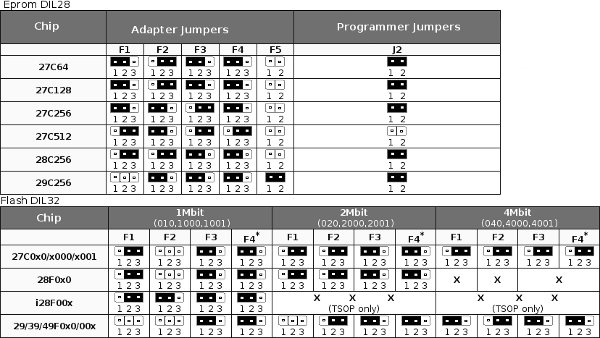 Eprom DIL28
Chip Adapter Jumpers Programmer Jumpers
F1 F2 F3 F4 F5 J2
27C64 1 2 3 1 2 3 1 2 3 1 2 3 1 2 1 2
27C128 1 2 3 1 2 3 1 2 3 1 2 3 1 2 1 2
27C256 1 2 3 1 2 3 1 2 3 1 2 3 1 2 1 2
27C512 1 2 3 1 2 3 1 2 3 1 2 3 1 2 1 2
28C256 1 2 3 1 2 3 1 2 3 1 2 3 1 2 1 2
29C256 1 2 3 1 2 3 1 2 3 1 2 3 1 2 1 2
Flash DIL32
Chip 1Mbit 2Mbit 4Mbit
(010,1000,1001) (020,2000,2001) (040,4000,4001)
F1 F2 F3 F4* F1 F2 F3 F4* F1 F2 F3 F4*
27C0x0/x000/x001 1 2 3 1 2 3 1 2 3 1 2 3 1 2 3 1 2 3 1 2 3 1 2 3 1 2 3 1 2 3 1 2 3 1 2 3
28F0x0 1 2 3 1 2 3 1 2 3 1 2 3 1 2 3 1 2 3 1 2 3 1 2 3 X X X
i28F00x 1 2 3 1 2 3 1 2 3 1 2 3 X X X X X X
(TSOP only) (TSOP only)
29/39/49F0x0/00x 1 2 3 1 2 3 1 2 3 1 2 3 1 2 3 1 2 3 1 2 3 1 2 3 1 2 3 1 2 3 1 2 3 1 2 3